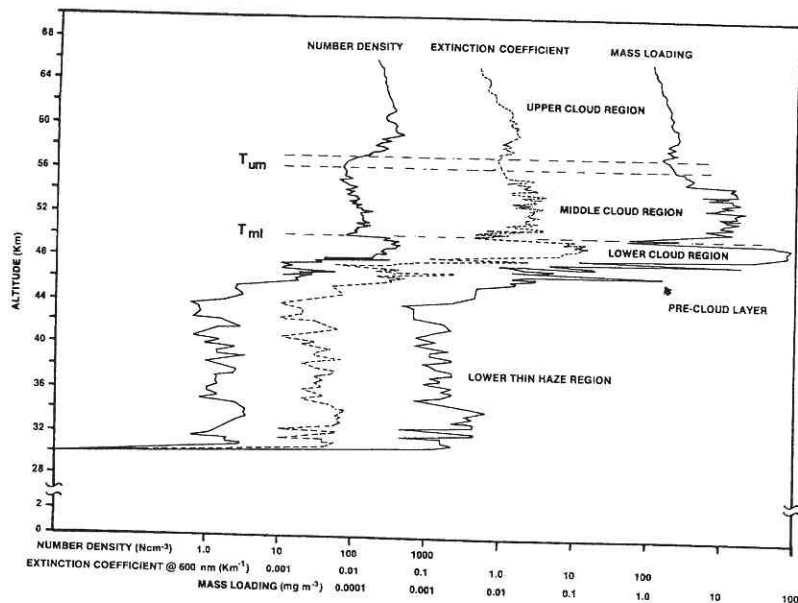 NUMBER DENSITY
EXTINCTION COEFFICIENT
MASS LOADING
UPPER CLOUD REGION
Tum
MIDDLE CLOUD REGION
Tml
LOWER CLOUD REGION
PRE-CLOUD LAYER
LOWER THIN HAZE REGION
ALTITUDE (Km)
64
60
56
52
48
44
40
36
32
28
2
0
NUMBER DENSITY (Ncm-3) 1.0 100 1000
EXTINCTION COEFFICIENT @ 600 nm (Km-1) 0.001 0.01 0.1 1.0 10 100
MASS LOADING (mg m-3) 0.0001 0.001 0.01 0.1 1.0 10 100